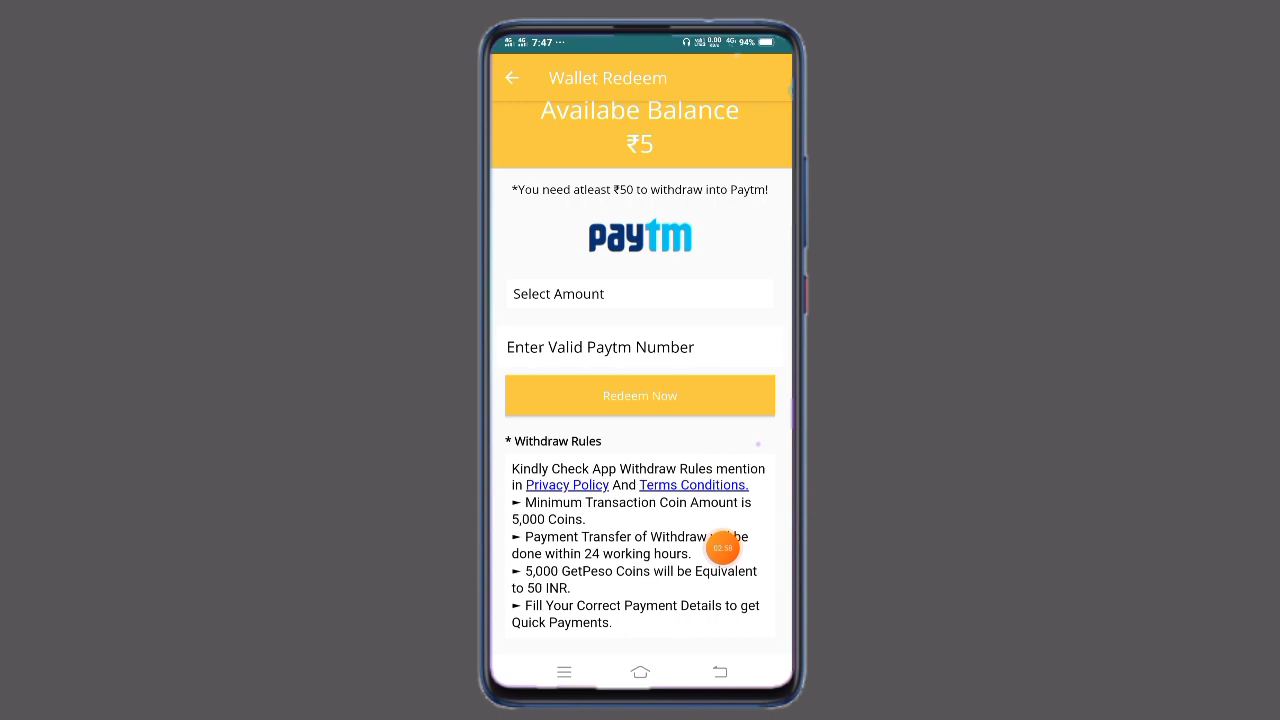 7:47 ··· 0.00 4G 94%
Wallet Redeem
Availabe Balance
₹5
*You need atleast ₹50 to withdraw into Paytm!
paytm
Select Amount
Enter Valid Paytm Number
Redeem Now
* Withdraw Rules
Kindly Check App Withdraw Rules mention
in Privacy Policy And Terms Conditions.
► Minimum Transaction Coin Amount is
5,000 Coins.
► Payment Transfer of Withdraw be
done within 24 working hours.
02:58
► 5,000 GetPeso Coins will be Equivalent
to 50 INR.
► Fill Your Correct Payment Details to get
Quick Payments.